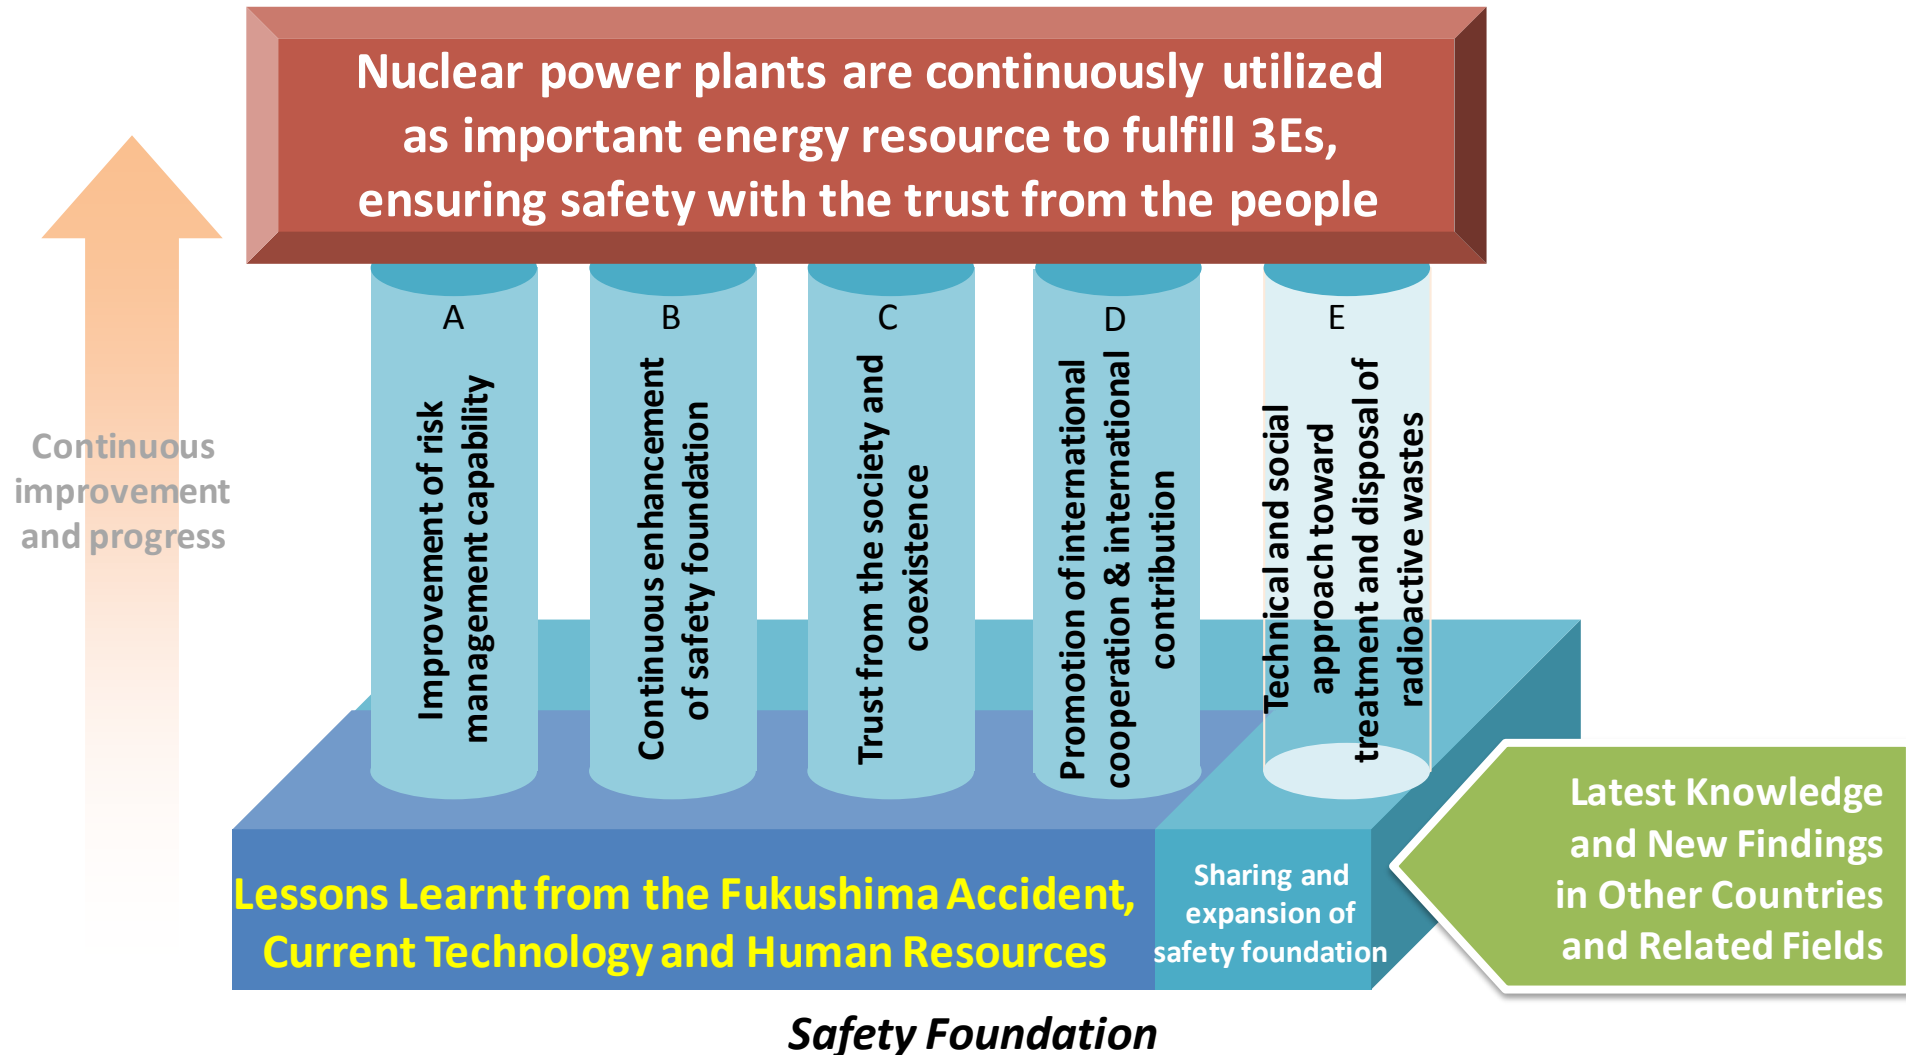 Nuclear power plants are continuously utilized
as important energy resource to fulfill 3Es,
ensuring safety with the trust from the people
Continuous
improvement
and progress
A
Improvement of risk
management capability
B
Continuous enhancement
of safety foundation
C
Trust from the society and
coexistence
D
Promotion of international
cooperation & international
contribution
E
Technical and social
approach toward
treatment and disposal of
radioactive wastes
Lessons Learnt from the Fukushima Accident,
Current Technology and Human Resources
Sharing and
expansion of
safety foundation
Latest Knowledge
and New Findings
in Other Countries
and Related Fields
Safety Foundation